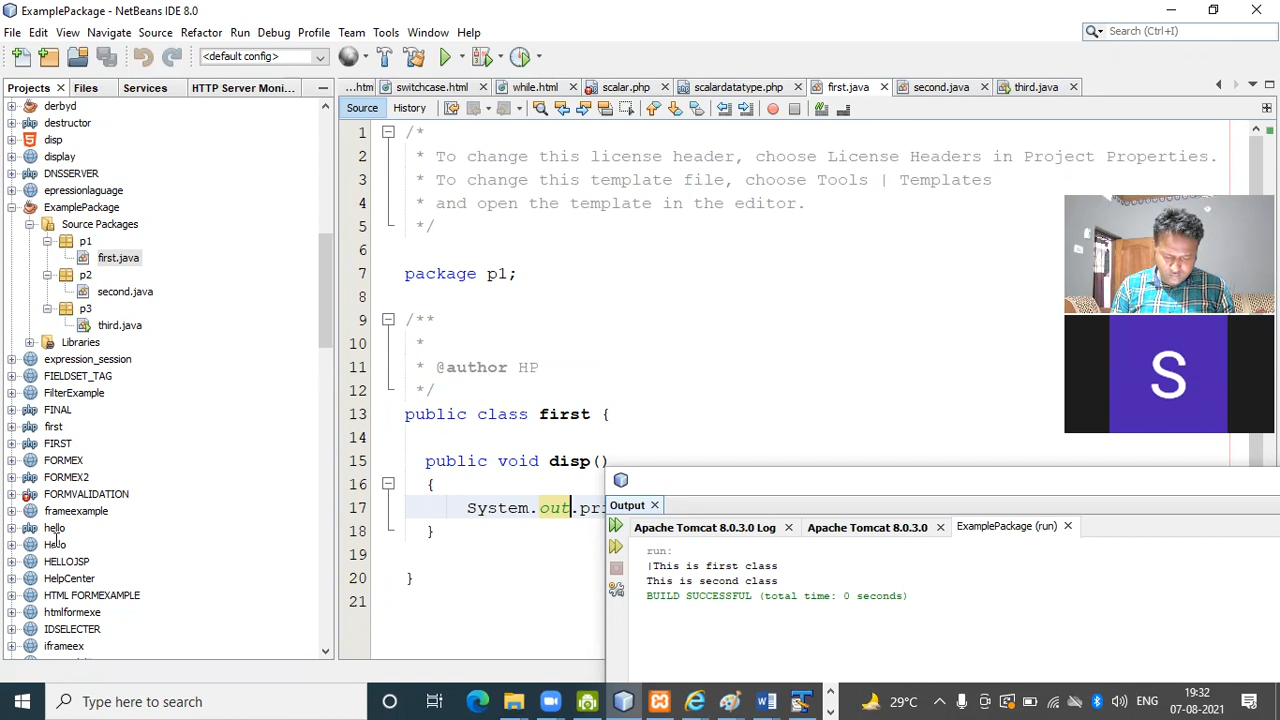 ExamplePackage - NetBeans IDE 8.0
File Edit View Navigate Source Refactor Run Debug Profile Team Tools Window Help
Search (Ctrl+I)
<default config>
Projects Files Services HTTP Server Moni...
...htm switchcase.html while.html scalar.php scalardatatype.php first.java second.java third.java
Source History
derbyd
destructor
disp
display
DNSSERVER
epressionlanguage
ExamplePackage
Source Packages
p1
first.java
p2
second.java
p3
third.java
Libraries
expression_session
FIELDSET_TAG
FilterExample
FINAL
first
FIRST
FORMEX
FORMEX2
FORMVALIDATION
frameexample
hello
Hello
HELLOJSP
HelpCenter
HTML FORMEXAMPLE
htmlformexe
IDSELECTER
iframeex
1 /*
2 * To change this license header, choose License Headers in Project Properties.
3 * To change this template file, choose Tools | Templates
4 * and open the template in the editor.
5 */
6
7 package p1;
8
9 /**
10 *
11 * @author HP
12 */
13 public class first {
14
15 public void disp()
16 {
17 System.out.pri
18 }
19
20 }
21
S
Output
Apache Tomcat 8.0.3.0 Log Apache Tomcat 8.0.3.0 ExamplePackage (run)
run:
|This is first class
This is second class
BUILD SUCCESSFUL (total time: 0 seconds)
Type here to search
29°C ENG 19:32
07-08-2021